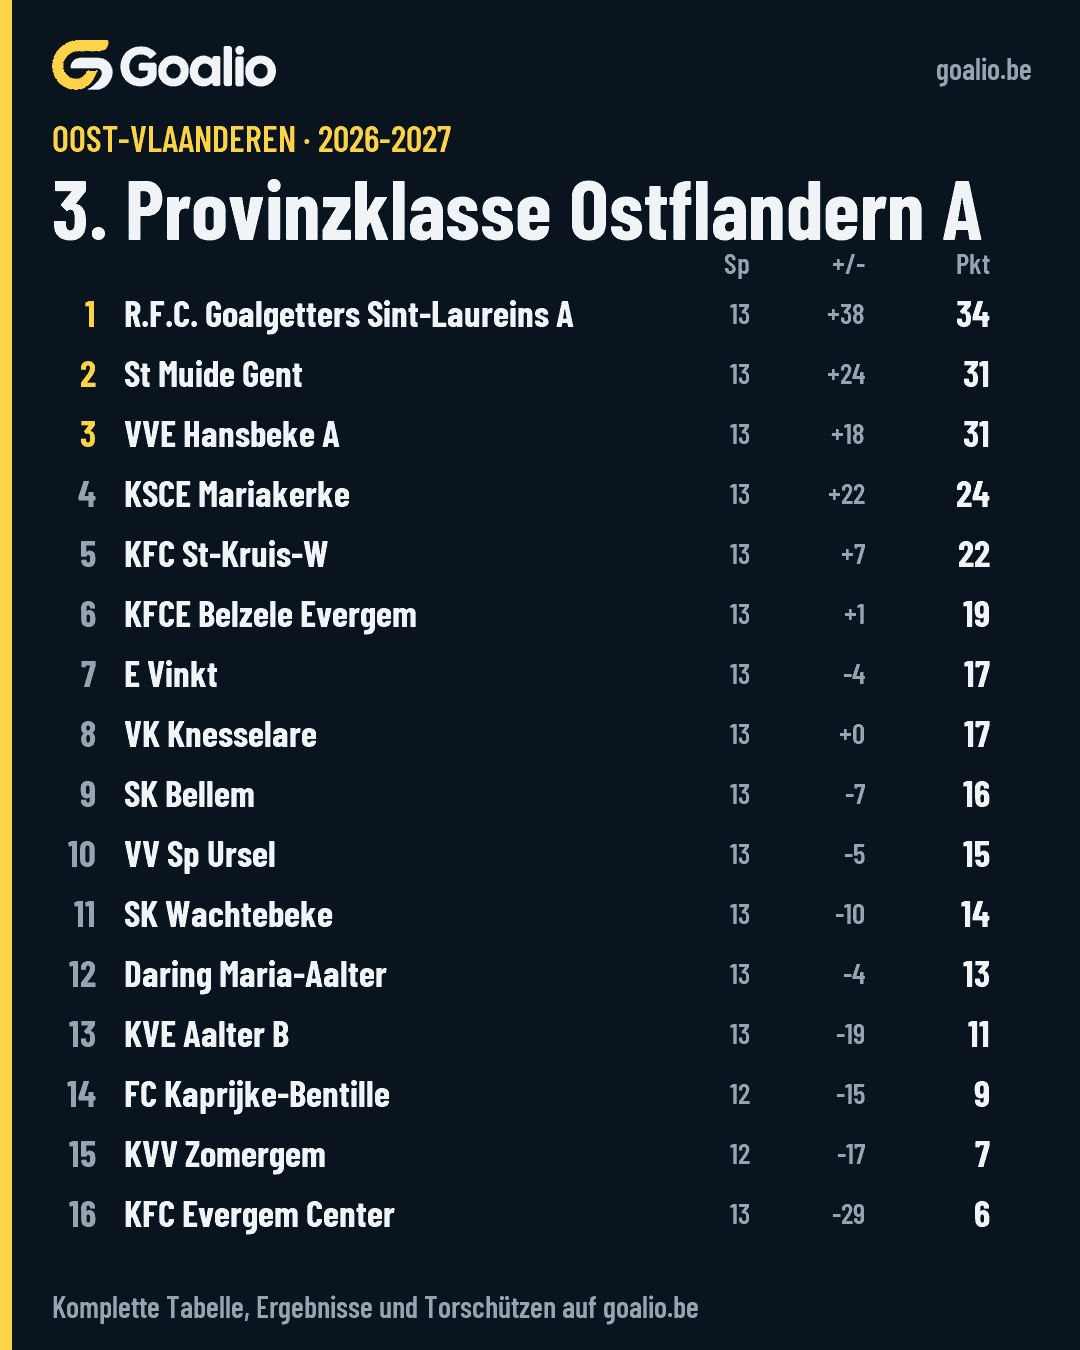 Goalio
goalio.be
OOST-VLAANDEREN · 2026-2027
3. Provinzklasse Ostflandern A
Sp +/- Pkt
1 R.F.C. Goalgetters Sint-Laureins A 13 +38 34
2 St Muide Gent 13 +24 31
3 VVE Hansbeke A 13 +18 31
4 KSCE Mariakerke 13 +22 24
5 KFC St-Kruis-W 13 +7 22
6 KFCE Belzele Evergem 13 +1 19
7 E Vinkt 13 -4 17
8 VK Knesselare 13 +0 17
9 SK Bellem 13 -7 16
10 VV Sp Ursel 13 -5 15
11 SK Wachtebeke 13 -10 14
12 Daring Maria-Aalter 13 -4 13
13 KVE Aalter B 13 -19 11
14 FC Kaprijke-Bentille 12 -15 9
15 KVV Zomergem 12 -17 7
16 KFC Evergem Center 13 -29 6
Komplette Tabelle, Ergebnisse und Torschützen auf goalio.be